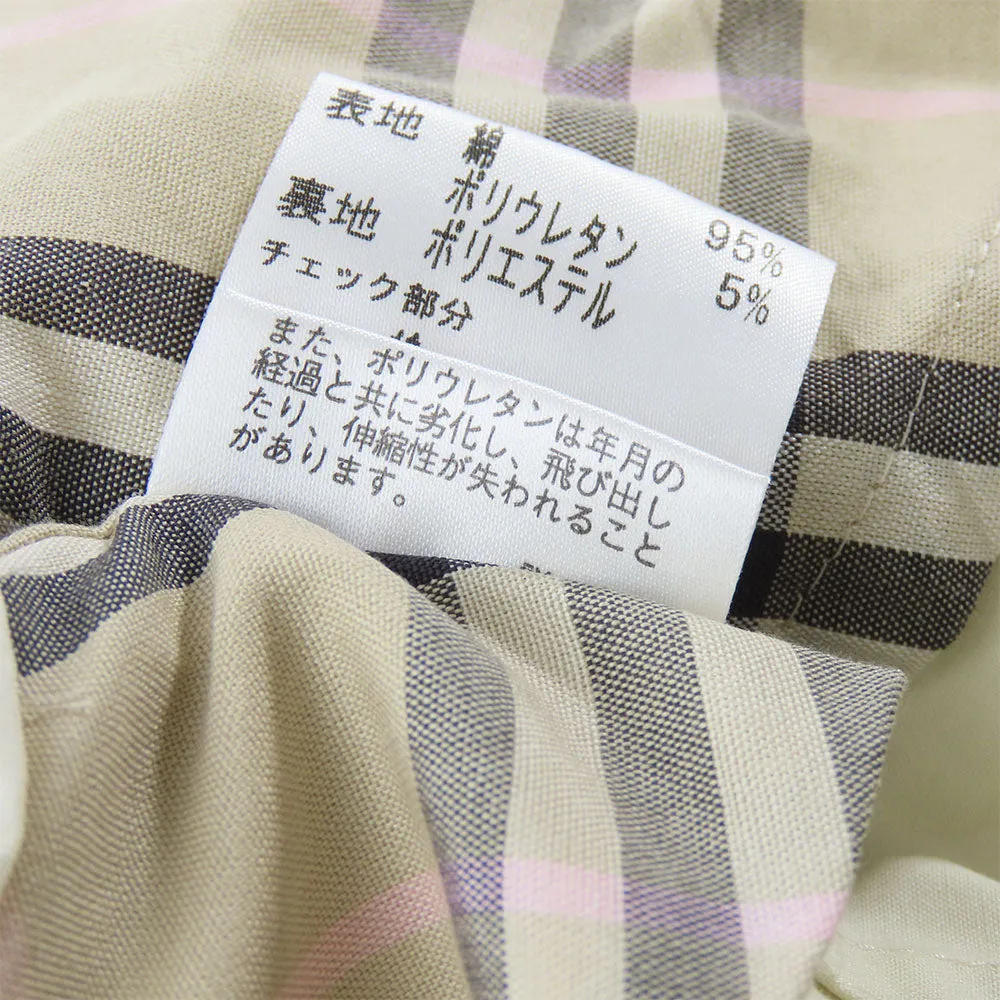 表地 綿 95%
ポリウレタン 5%
裏地 ポリエステル
チェック部分
また、ポリウレタンは年月の
経過と共に劣化し、飛び出し
たり、伸縮性が失われること
があります。